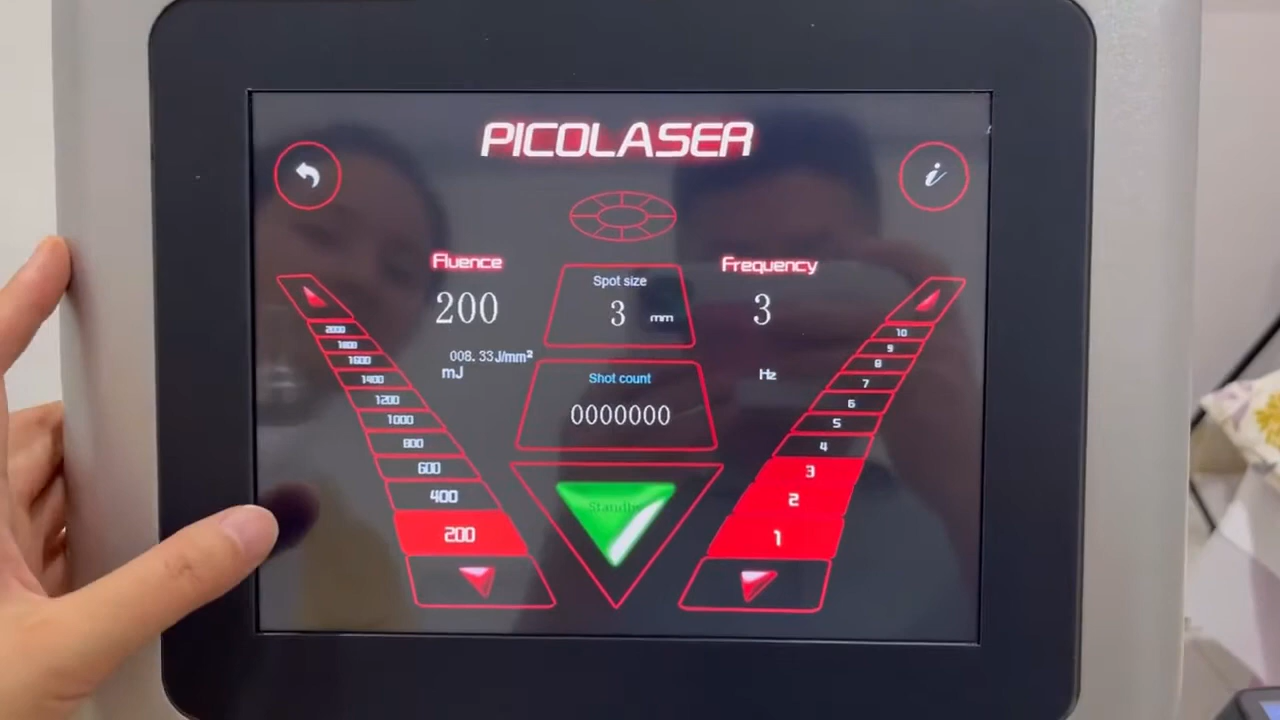 PICOLASER
i
Fluence
200
008.33J/mm²
mJ
Spot size
3 mm
Frequency
3
Hz
Shot count
0000000
Standby
2000
1800
1600
1400
1200
1000
800
600
400
200
10
9
8
7
6
5
4
3
2
1